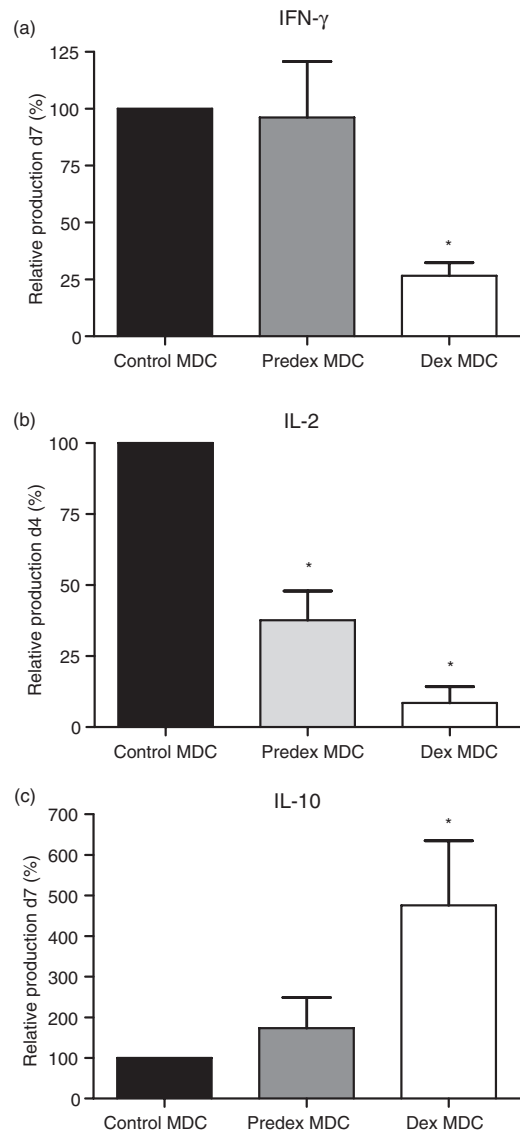 (a)
IFN-γ
Relative production d7 (%)
125
100
75
50
25
0
*
Control MDC
Predex MDC
Dex MDC
(b)
IL-2
Relative production d4 (%)
100
75
50
25
0
*
*
Control MDC
Predex MDC
Dex MDC
(c)
IL-10
Relative production d7 (%)
700
600
500
400
300
200
100
0
*
Control MDC
Predex MDC
Dex MDC